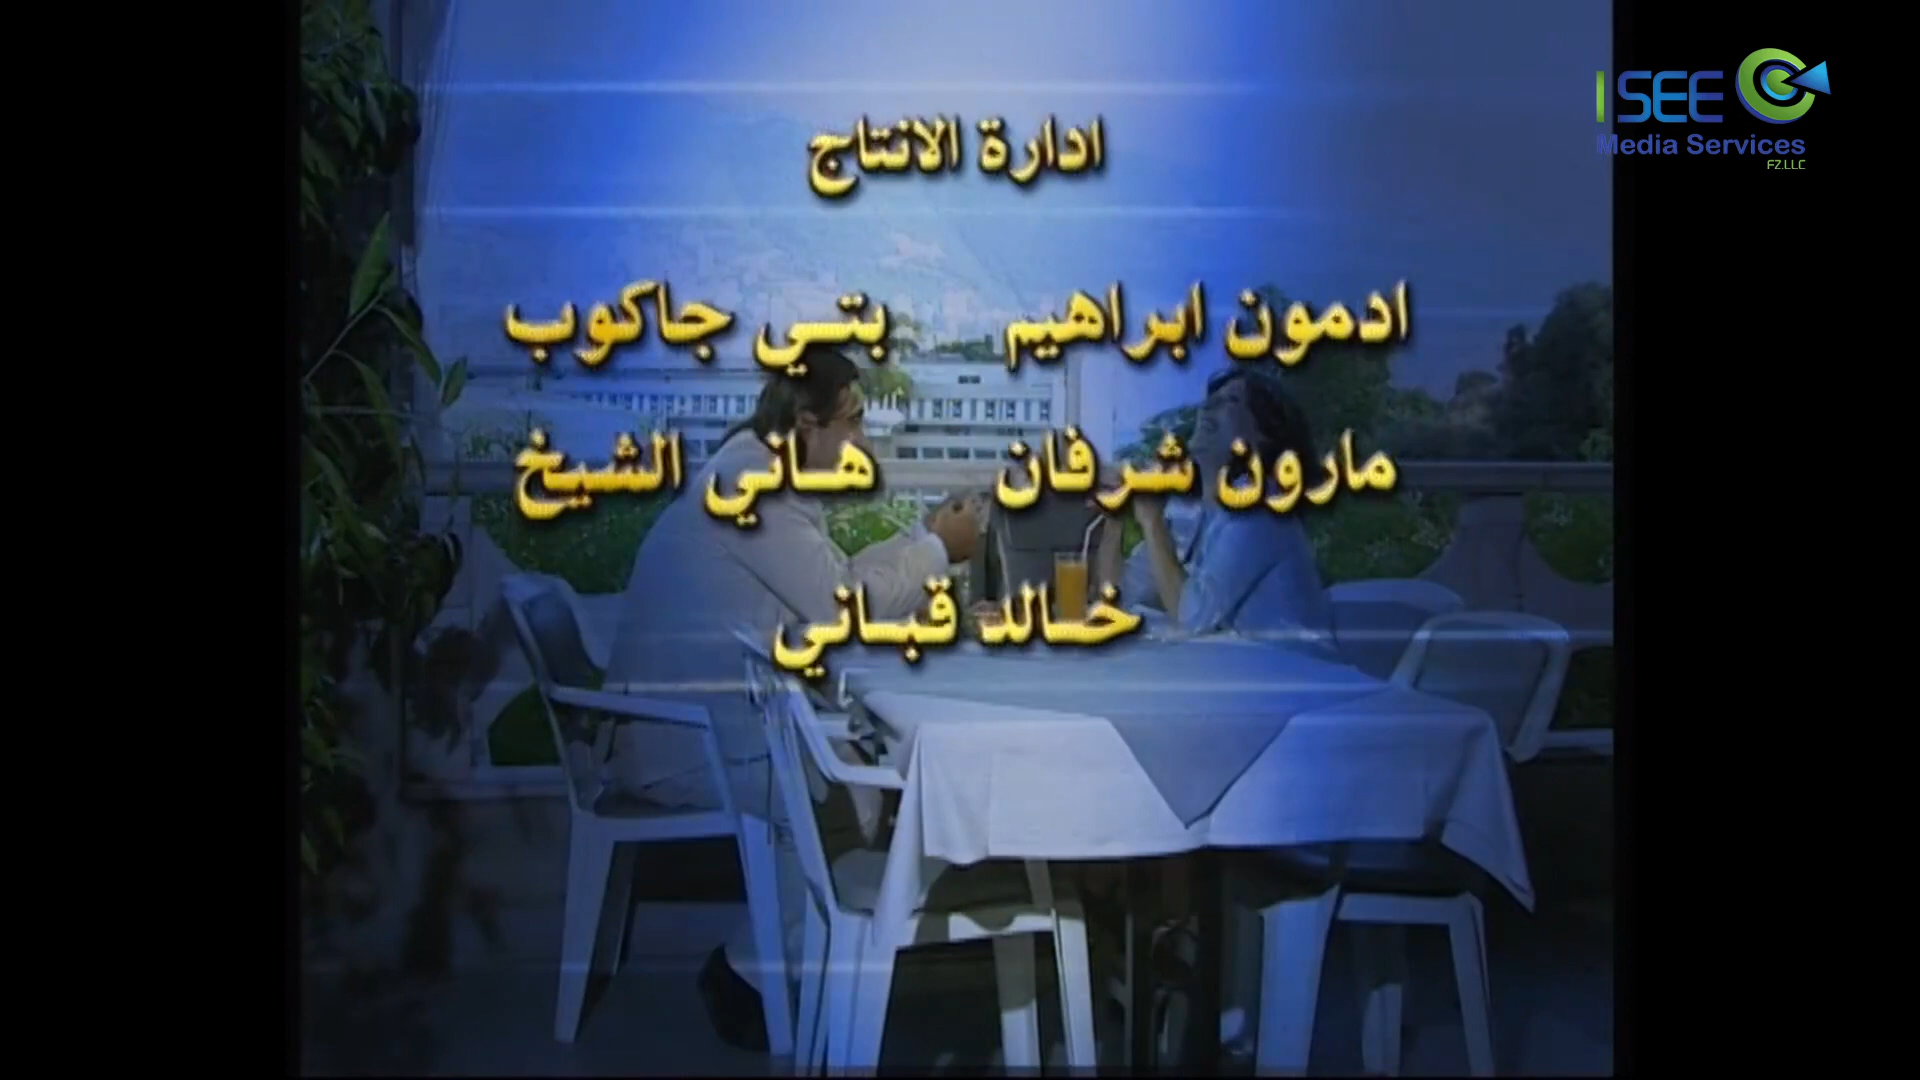 ISEE
Media Services
FZ.LLC
ادارة الانتاج
ادمون ابراهيم    بتي جاكوب
مارون شرفان    هاني الشيخ
خالد قباني